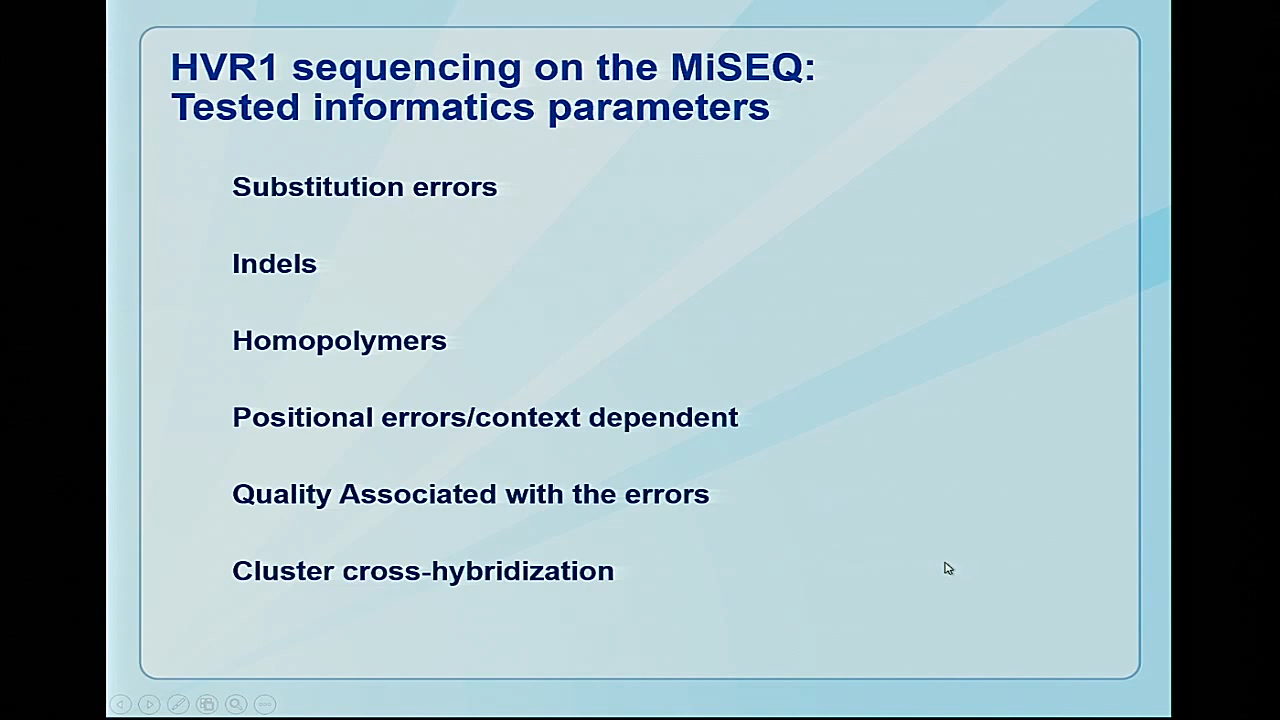 HVR1 sequencing on the MiSEQ:
Tested informatics parameters
Substitution errors
Indels
Homopolymers
Positional errors/context dependent
Quality Associated with the errors
Cluster cross-hybridization